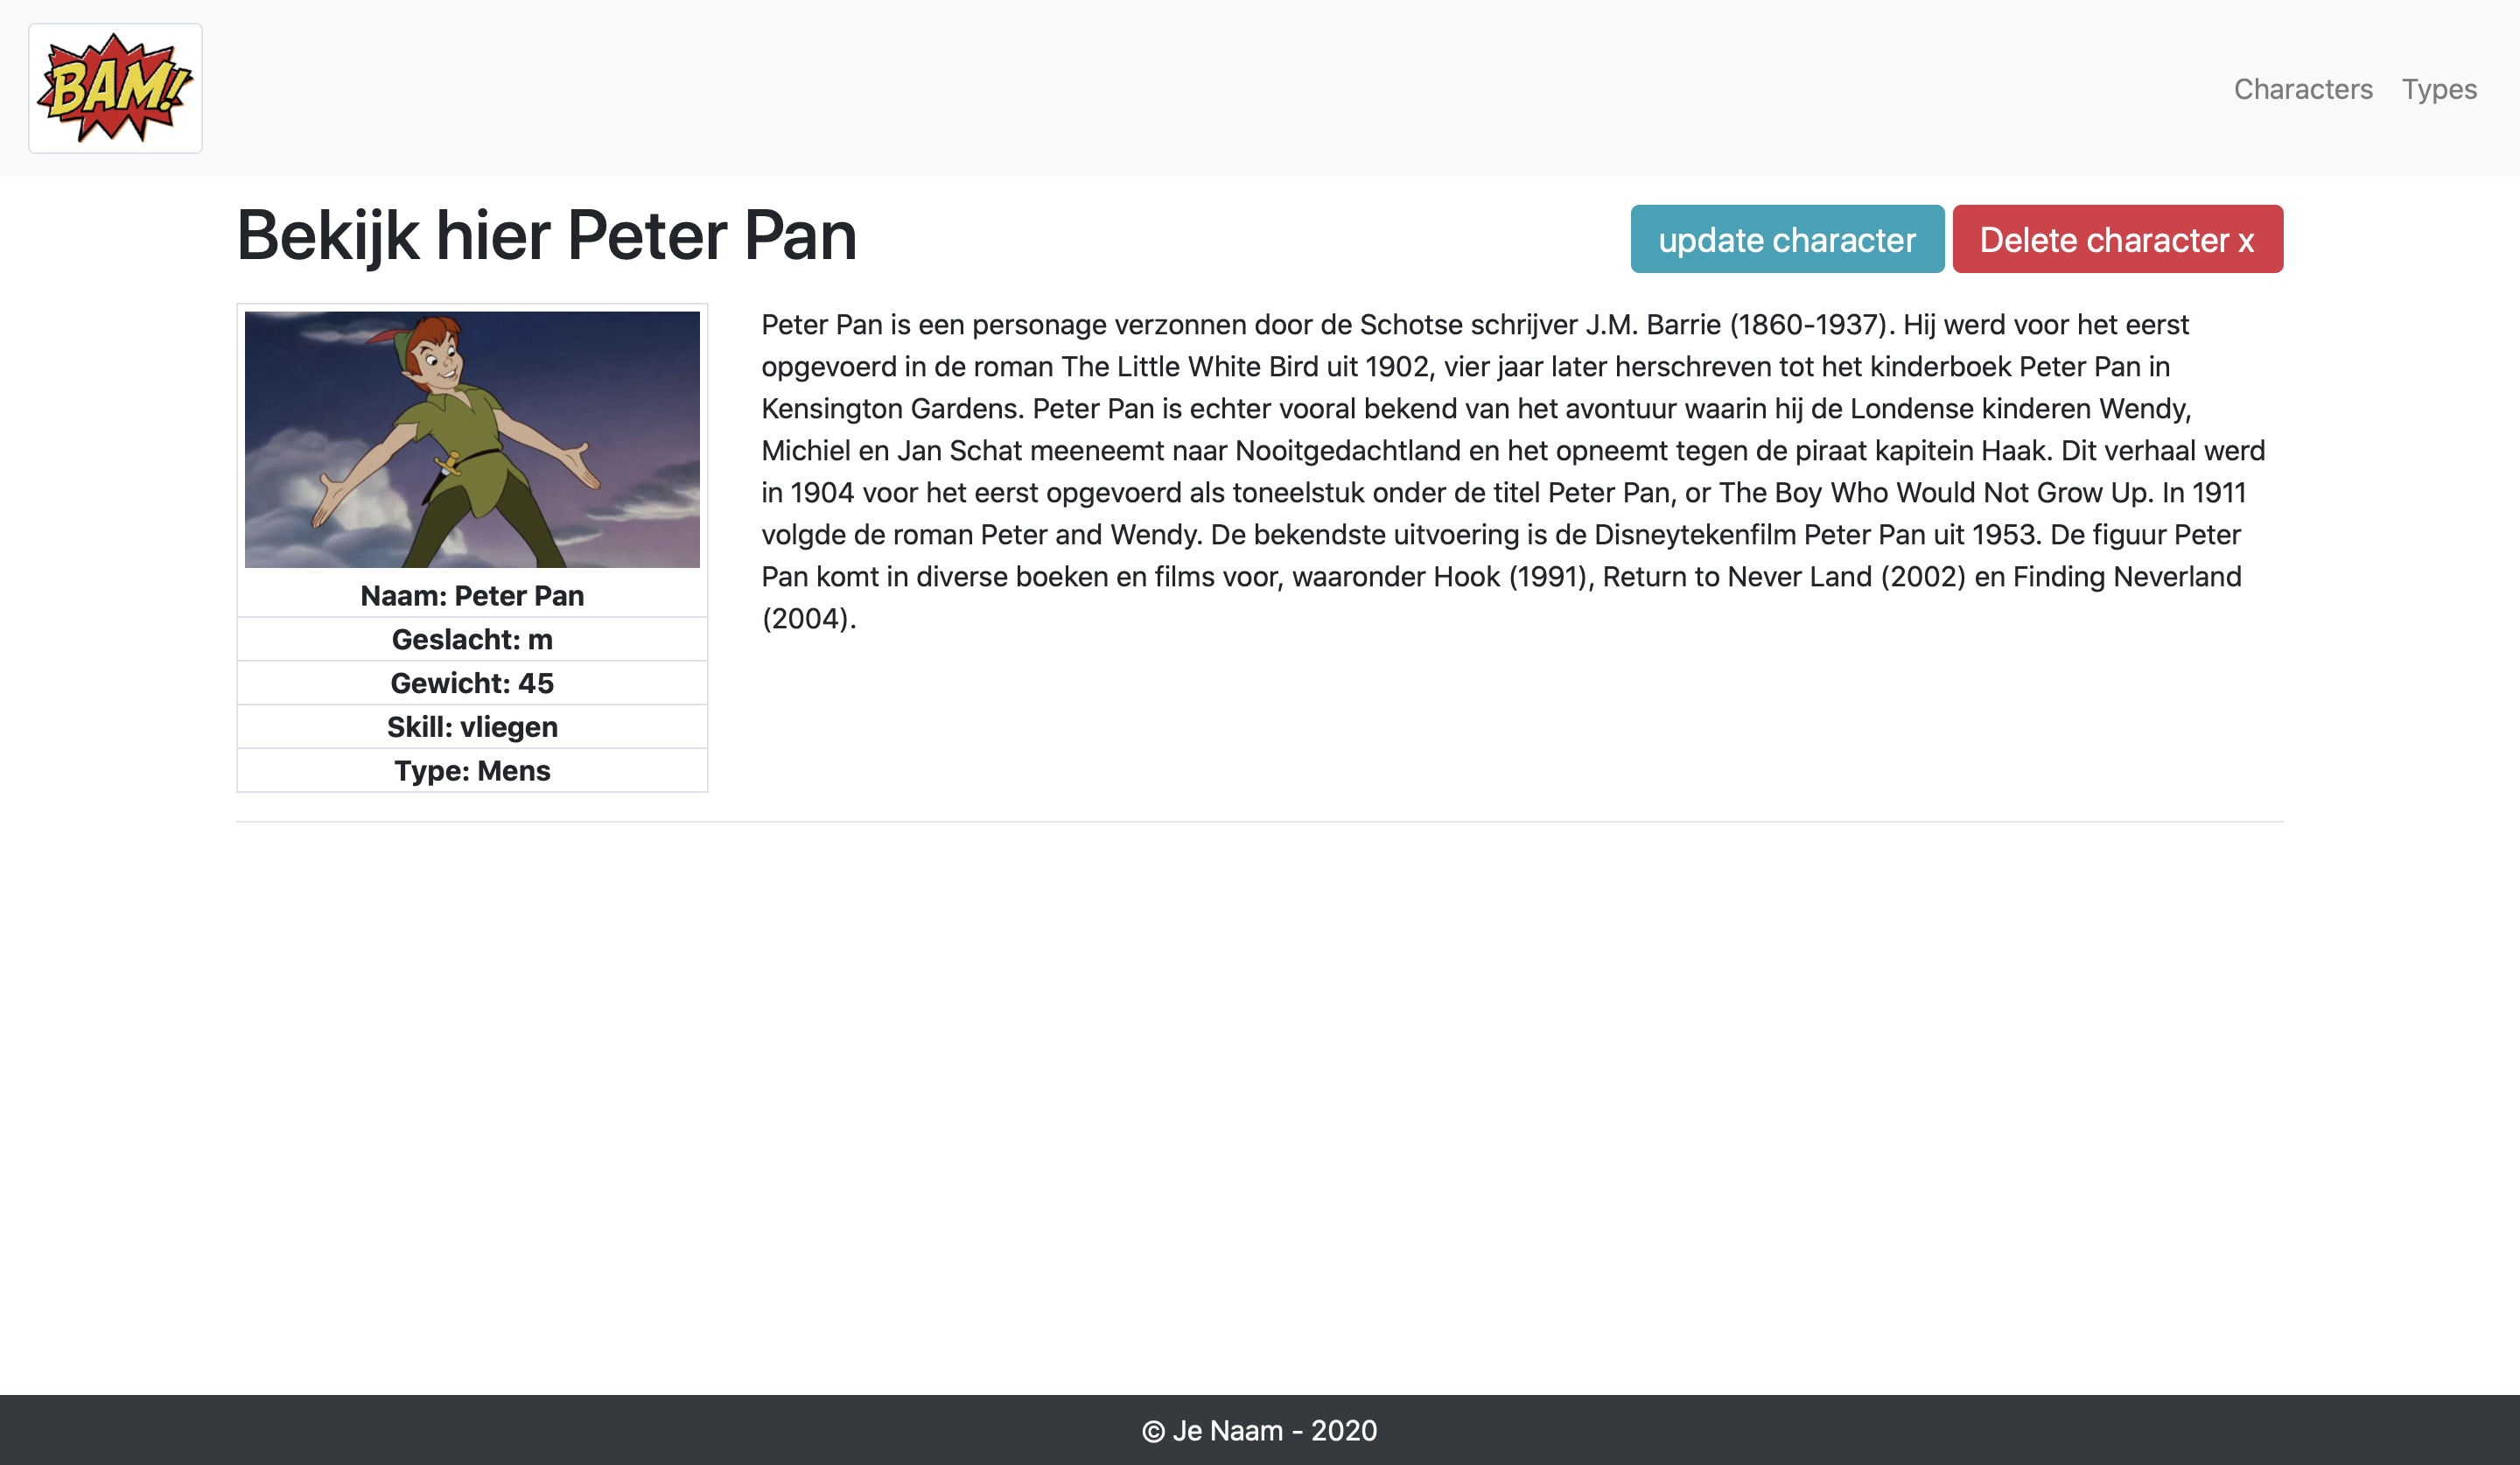 BAM!
Characters Types
Bekijk hier Peter Pan
update character Delete character x
Peter Pan is een personage verzonnen door de Schotse schrijver J.M. Barrie (1860-1937). Hij werd voor het eerst
opgevoerd in de roman The Little White Bird uit 1902, vier jaar later herschreven tot het kinderboek Peter Pan in
Kensington Gardens. Peter Pan is echter vooral bekend van het avontuur waarin hij de Londense kinderen Wendy,
Michiel en Jan Schat meeneemt naar Nooitgedachtland en het opneemt tegen de piraat kapitein Haak. Dit verhaal werd
in 1904 voor het eerst opgevoerd als toneelstuk onder de titel Peter Pan, or The Boy Who Would Not Grow Up. In 1911
volgde de roman Peter and Wendy. De bekendste uitvoering is de Disneytekenfilm Peter Pan uit 1953. De figuur Peter
Pan komt in diverse boeken en films voor, waaronder Hook (1991), Return to Never Land (2002) en Finding Neverland
(2004).
Naam: Peter Pan
Geslacht: m
Gewicht: 45
Skill: vliegen
Type: Mens
© Je Naam - 2020